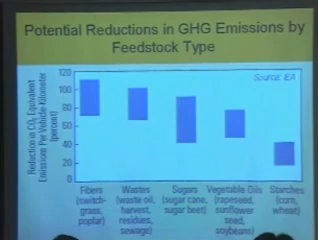 Potential Reductions in GHG Emissions by
Feedstock Type
Source: IEA
Reduction in CO2 Equivalent
Emissions Per Vehicle-Kilometer
(percent)
120
100
80
60
40
20
0
Fibers
(switch-
grass,
poplar)
Wastes
(waste oil,
harvest,
residues,
sewage)
Sugars
(sugar cane,
sugar beet)
Vegetable Oils
(rapeseed,
sunflower
seed,
soybeans)
Starches
(corn,
wheat)